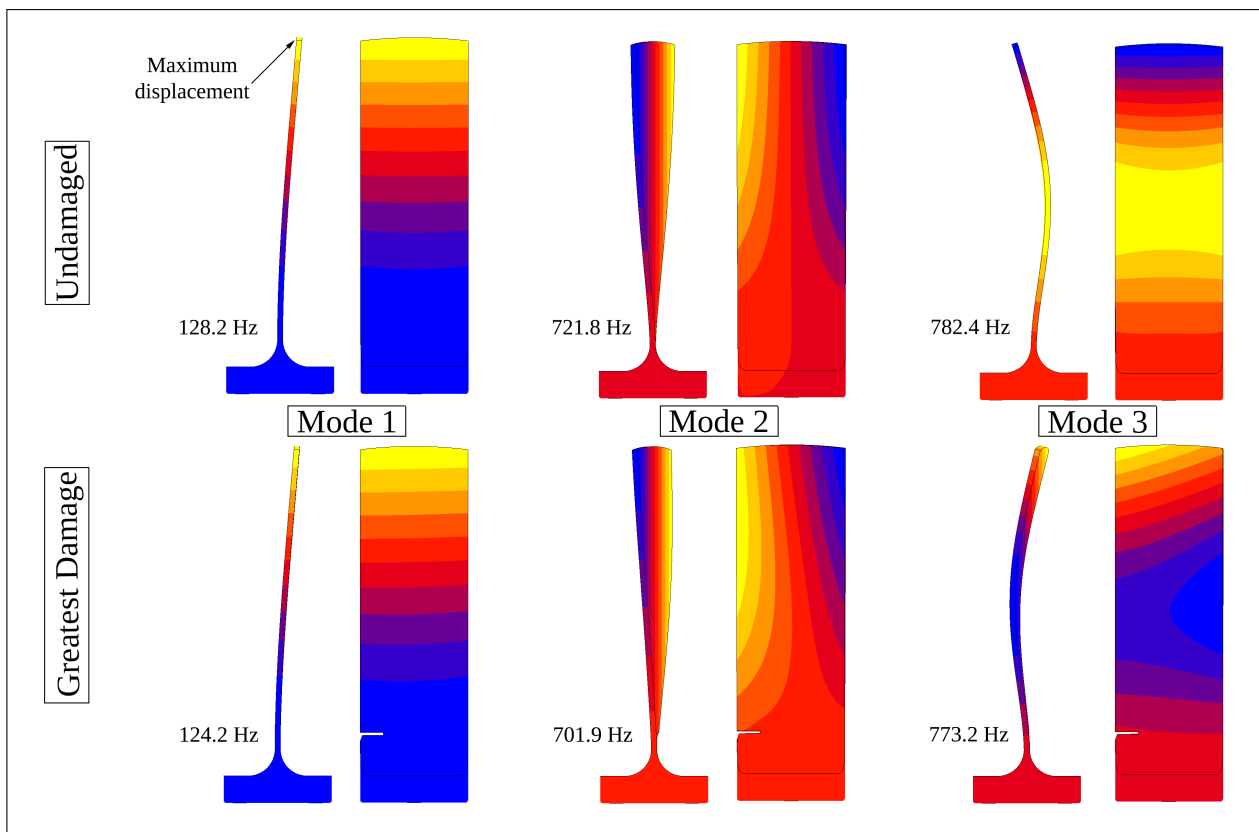 Maximum
displacement
Undamaged
128.2 Hz
721.8 Hz
782.4 Hz
Mode 1
Mode 2
Mode 3
Greatest Damage
124.2 Hz
701.9 Hz
773.2 Hz